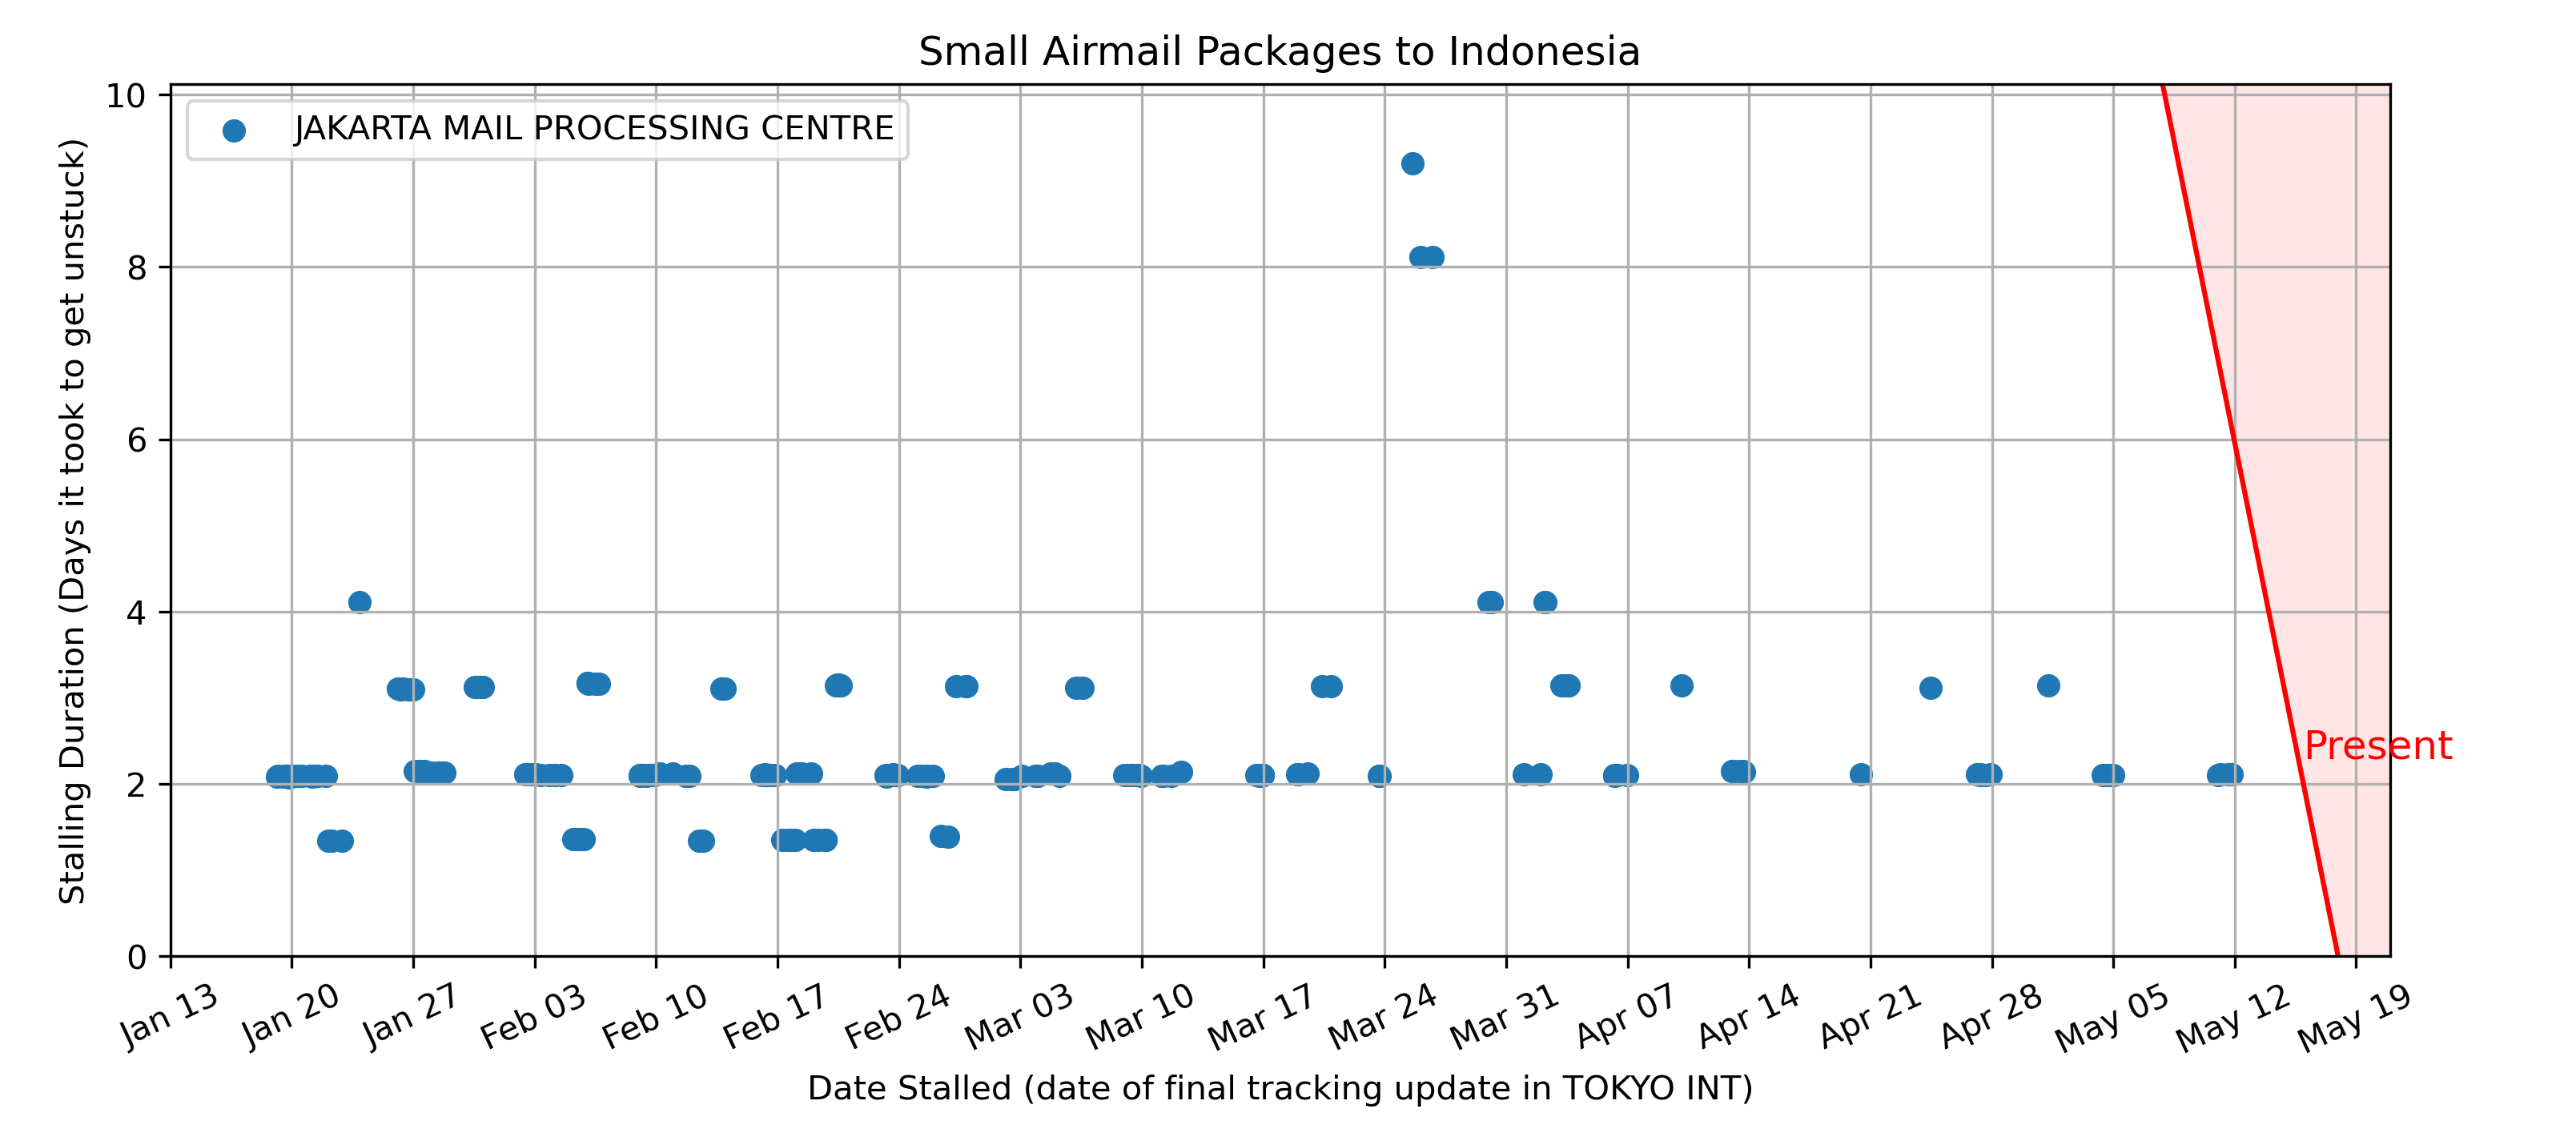 Small Airmail Packages to Indonesia
JAKARTA MAIL PROCESSING CENTRE
Stalling Duration (Days it took to get unstuck)
10
8
6
4
2
0
Present
Jan 13
Jan 20
Jan 27
Feb 03
Feb 10
Feb 17
Feb 24
Mar 03
Mar 10
Mar 17
Mar 24
Mar 31
Apr 07
Apr 14
Apr 21
Apr 28
May 05
May 12
May 19
Date Stalled (date of final tracking update in TOKYO INT)